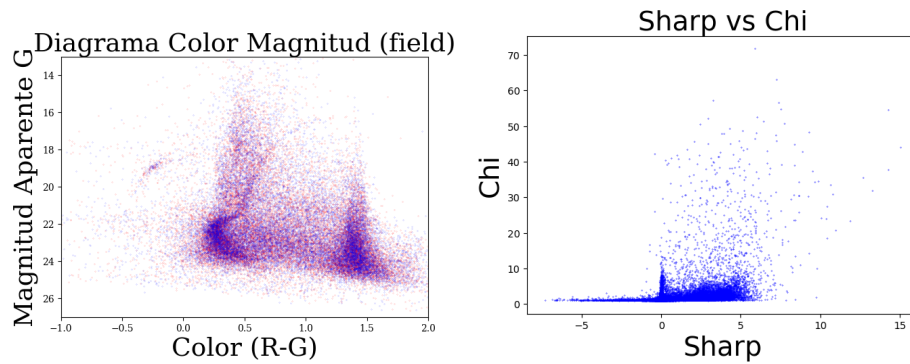 Diagrama Color Magnitud (field)
Magnitud Aparente G
14
16
18
20
22
24
26
−1.0 −0.5 0.0 0.5 1.0 1.5 2.0
Color (R-G)
Sharp vs Chi
Chi
70
60
50
40
30
20
10
0
−5 0 5 10 15
Sharp